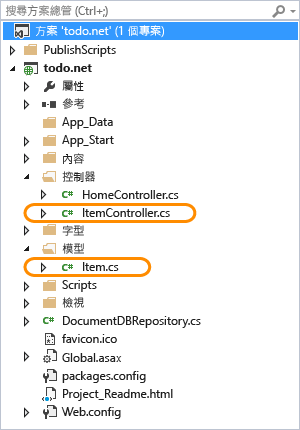 搜尋方案總管 (Ctrl+;)
方案 'todo.net' (1 個專案)
PublishScripts
todo.net
屬性
參考
App_Data
App_Start
內容
控制器
C# HomeController.cs
C# ItemController.cs
字型
模型
C# Item.cs
Scripts
檢視
C# DocumentDBRepository.cs
favicon.ico
Global.asax
packages.config
Project_Readme.html
Web.config